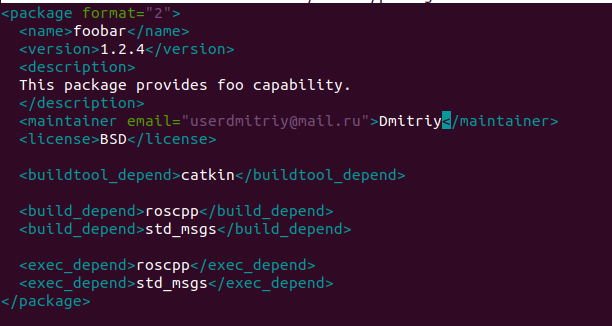 <package format="2">
  <name>foobar</name>
  <version>1.2.4</version>
  <description>
  This package provides foo capability.
  </description>
  <maintainer email="userdmitriy@mail.ru">Dmitriy</maintainer>
  <license>BSD</license>

  <buildtool_depend>catkin</buildtool_depend>

  <build_depend>roscpp</build_depend>
  <build_depend>std_msgs</build_depend>

  <exec_depend>roscpp</exec_depend>
  <exec_depend>std_msgs</exec_depend>
</package>